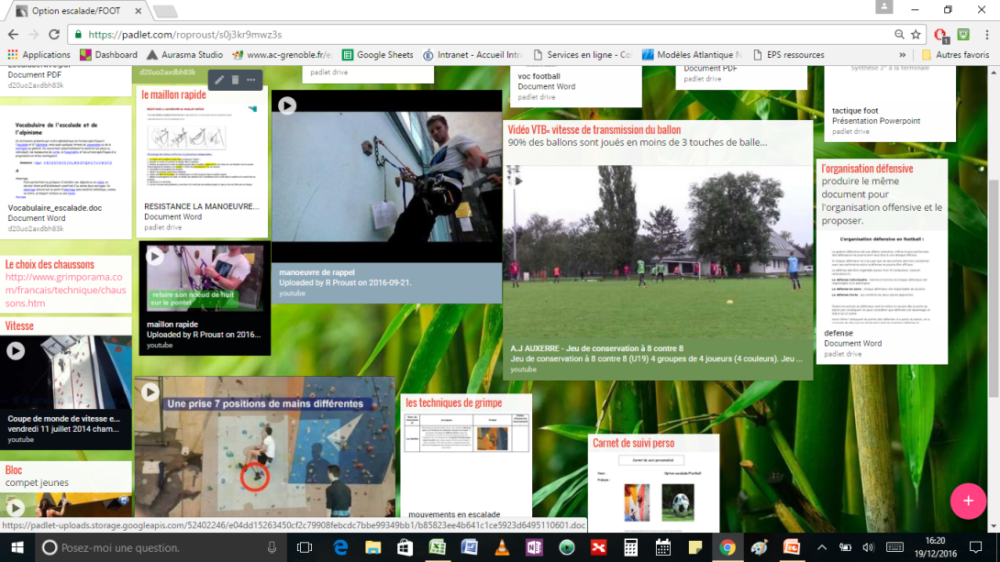 Option escalade/FOOT
https://padlet.com/roproust/s0j3kr9mwz3s
Applications
Dashboard
Aurasma Studio
www.ac-grenoble.fr/e
Google Sheets
Intranet - Accueil Intr
Services en ligne - Co
Modèles Atlantique N
EPS ressources
»
Autres favoris
Document PDF
d20uo2axdbh83k
Vocabulaire de l'escalade et de
l'alpinisme
Vocabulaire_escalade.doc
Document Word
d20uo2axdbh83k
Le choix des chaussons
http://www.grimporama.co
m/francais/technique/chaus
sons.htm
Vitesse
Coupe de monde de vitesse e...
vendredi 11 juillet 2014 cham...
youtube
Bloc
compet jeunes
d20uo2axdbh83k
le maillon rapide
RESISTANCE LA MANOEUVRE...
Document Word
padlet drive
refaire son noeud de huit
sur le pontet
maillon rapide
Uploaded by R Proust on 2016...
youtube
Une prise 7 positions de mains différentes
padlet drive
manoeuvre de rappel
Uploaded by R Proust on 2016-09-21.
youtube
les techniques de grimpe
mouvements en escalade
voc football
Document Word
padlet drive
Vidéo VTB= vitesse de transmission du ballon
90% des ballons sont joués en moins de 3 touches de balle...
A.J AUXERRE - Jeu de conservation à 8 contre 8
Jeu de conservation à 8 contre 8 (U19) 4 groupes de 4 joueurs (4 couleurs). Jeu ...
youtube
Carnet de suivi perso
Carnet de suivi personnalisé
Option escalade/Football
Document PDF
padlet drive
Synthèse 2° à la terminale
tactique foot
Présentation Powerpoint
padlet drive
l'organisation défensive
produire le même
document pour
l'organisation offensive et le
proposer.
L'organisation défensive en football :
defense
Document Word
padlet drive
https://padlet-uploads.storage.googleapis.com/52402246/e04dd15263450cf2c79908febcdc7bbe99349bb1/b85823ee4b641c1ce5923d6495110601.doc
Posez-moi une question.
16:20
19/12/2016